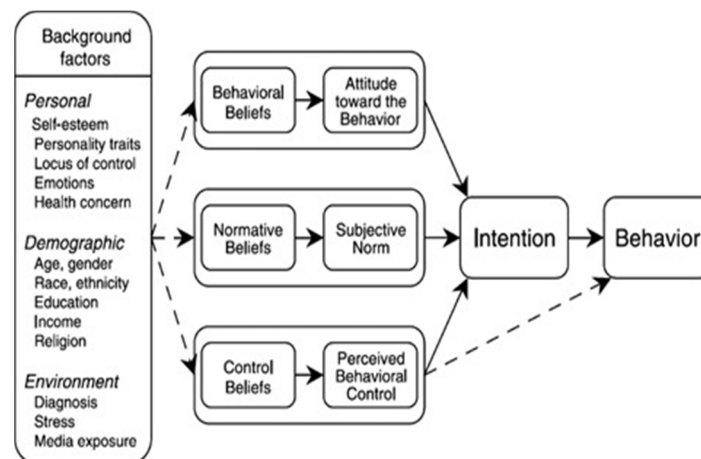 Background
factors
Personal
Self-esteem
Personality traits
Locus of control
Emotions
Health concern
Demographic
Age, gender
Race, ethnicity
Education
Income
Religion
Environment
Diagnosis
Stress
Media exposure
Behavioral
Beliefs
Attitude
toward the
Behavior
Normative
Beliefs
Subjective
Norm
Control
Beliefs
Perceived
Behavioral
Control
Intention
Behavior